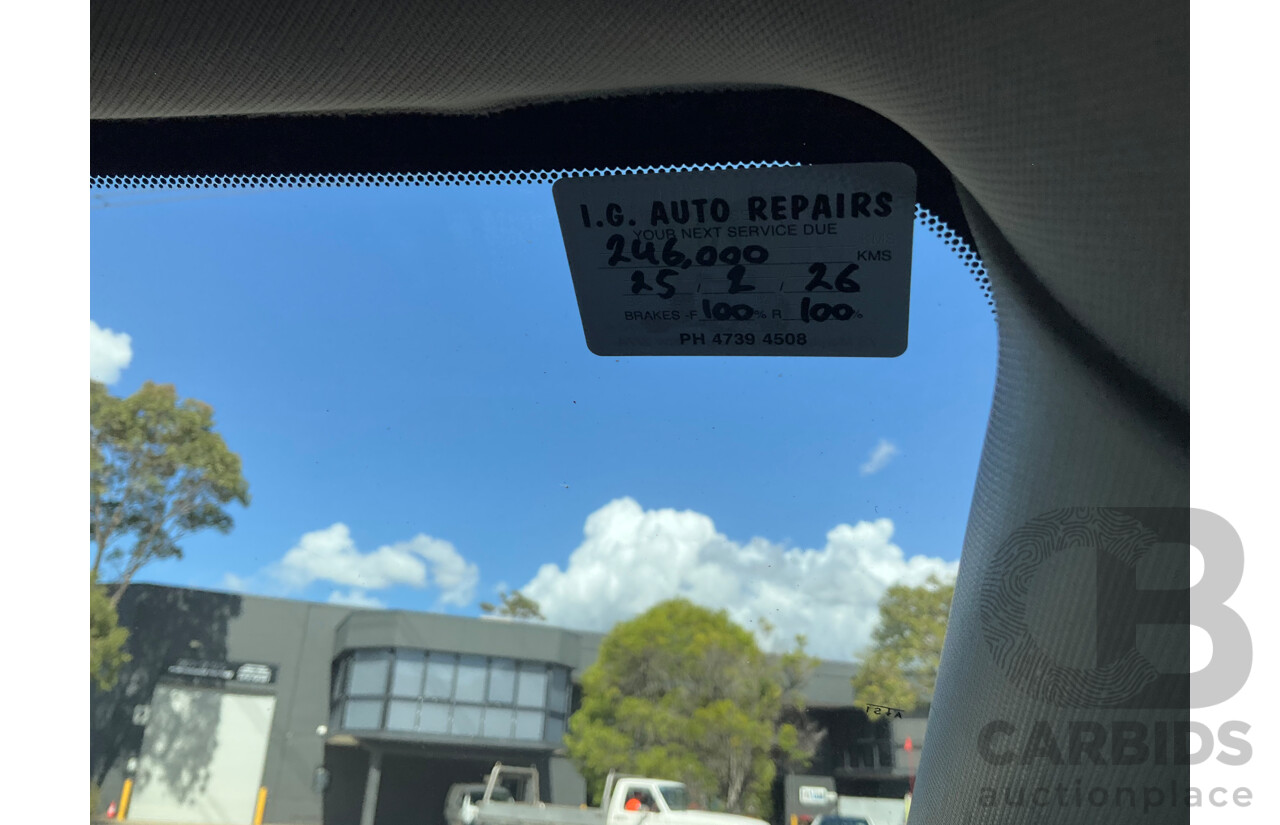 I.G. AUTO REPAIRS
YOUR NEXT SERVICE DUE
246,000 KMS
25 / 2 / 26
BRAKES -F 100% R 100%
PH 4739 4508
CB
CARBIDS
auctionplace